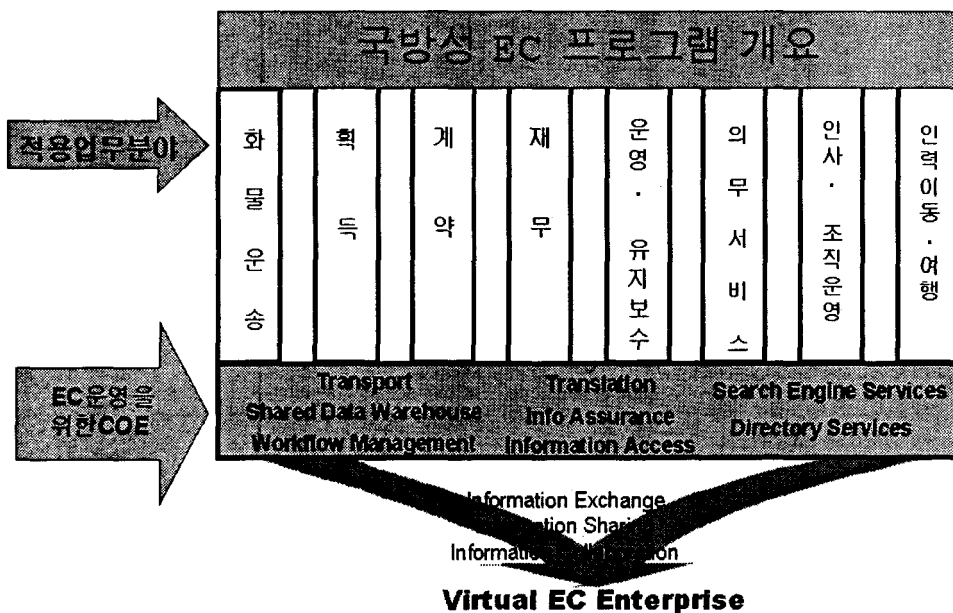 국방성 EC 프로그램 개요
적용업무분야
화물운송
획득
계약
재무
운영· 유지보수
의무서비스
인사· 조직운영
인력이동·여행
EC운영을
위한COE
Transport
Shared Data Warehouse
Workflow Management
Translation
Info Assurance
Information Access
Search Engine Services
Directory Services
Information Exchange
Sharing
Information
Virtual EC Enterprise